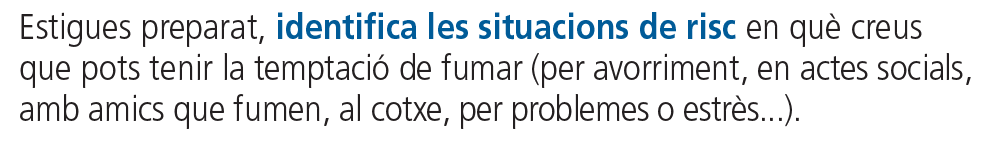 Estigues preparat, identifica les situacions de risc en què creus
que pots tenir la temptació de fumar (per avorriment, en actes socials,
amb amics que fumen, al cotxe, per problemes o estrès...).